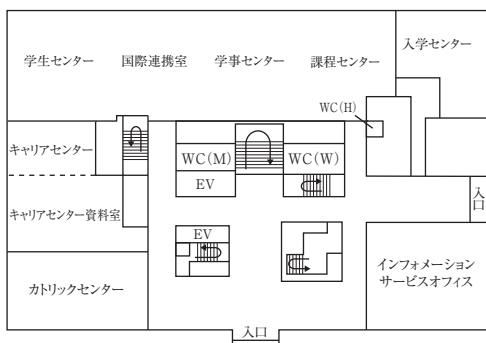 学生センター
国際連携室
学事センター
課程センター
入学センター
WC(H)
キャリアセンター
WC(M)
WC(W)
EV
キャリアセンター資料室
入口
EV
カトリックセンター
インフォメーション
サービスオフィス
入口